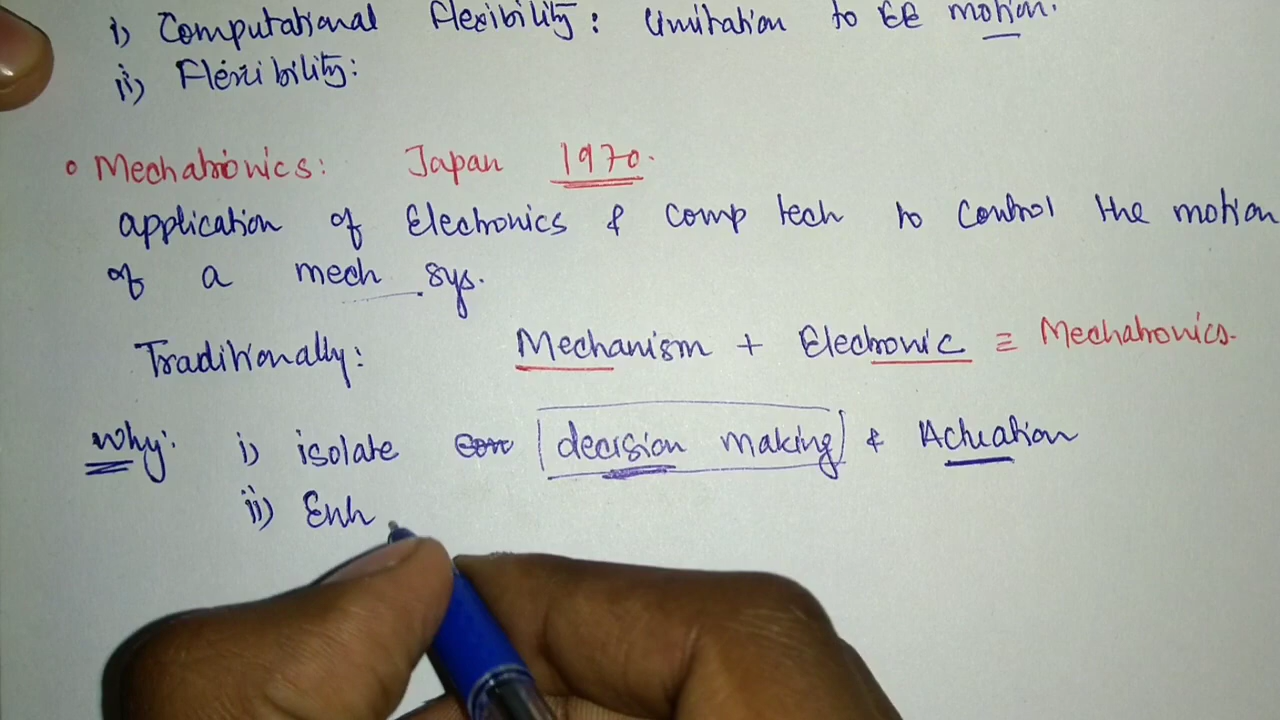 i) Computational Flexibility: Limitation to EE motion.
ii) Flexibility:
• Mechatronics: Japan 1970.
application of Electronics & comp tech to control the motion
of a mech sys.
Traditionally: Mechanism + Electronic ≡ Mechatronics.
Why: i) isolate decision making & Actuation
ii) Enh